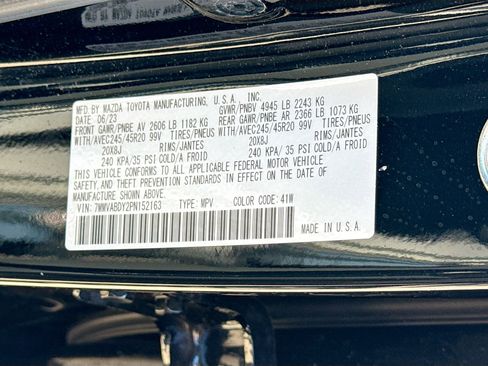 MFD BY MAZDA TOYOTA MANUFACTURING, U.S.A. INC.
DATE 06/23 GVWR/PNBV 4945 LB 2243 KG
FRONT GAWR/PNBE AV 2606 LB 1182 KG REAR GAWR/PNBE AR 2366 LB 1073 KG
WITH/AVEC245/45R20 99V TIRES/PNEUS WITH/AVEC245/45R20 99V TIRES/PNEUS
20X8J RIMS/JANTES 20X8J RIMS/JANTES
240 KPA/35 PSI COLD/A FROID 240 KPA/35 PSI COLD/A FROID
THIS VEHICLE CONFORMS TO ALL APPLICABLE FEDERAL MOTOR VEHICLE
SAFETY AND THEFT PREVENTION STANDARDS IN EFFECT ON THE DATE OF
MANUFACTURE SHOWN ABOVE.
VIN: 7MMVABDY2PN152163 TYPE: MPV COLOR CODE: 41W
MADE IN U.S.A.